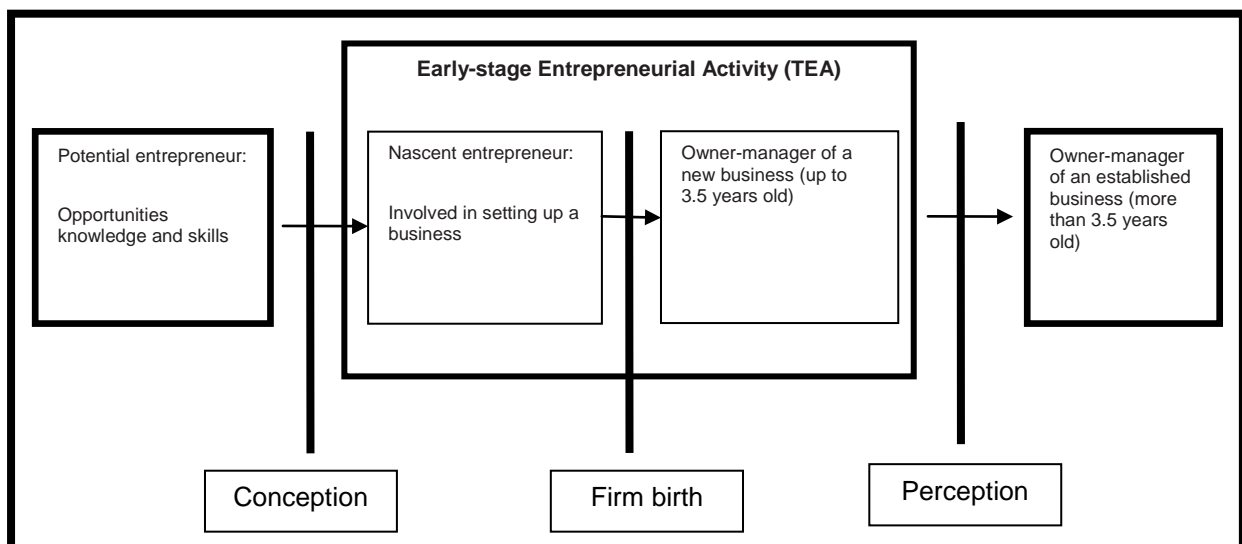 Early-stage Entrepreneurial Activity (TEA)
Potential entrepreneur:
Opportunities
knowledge and skills
Nascent entrepreneur:
Involved in setting up a
business
Owner-manager of a
new business (up to
3.5 years old)
Owner-manager
of an established
business (more
than 3.5 years
old)
Conception
Firm birth
Perception